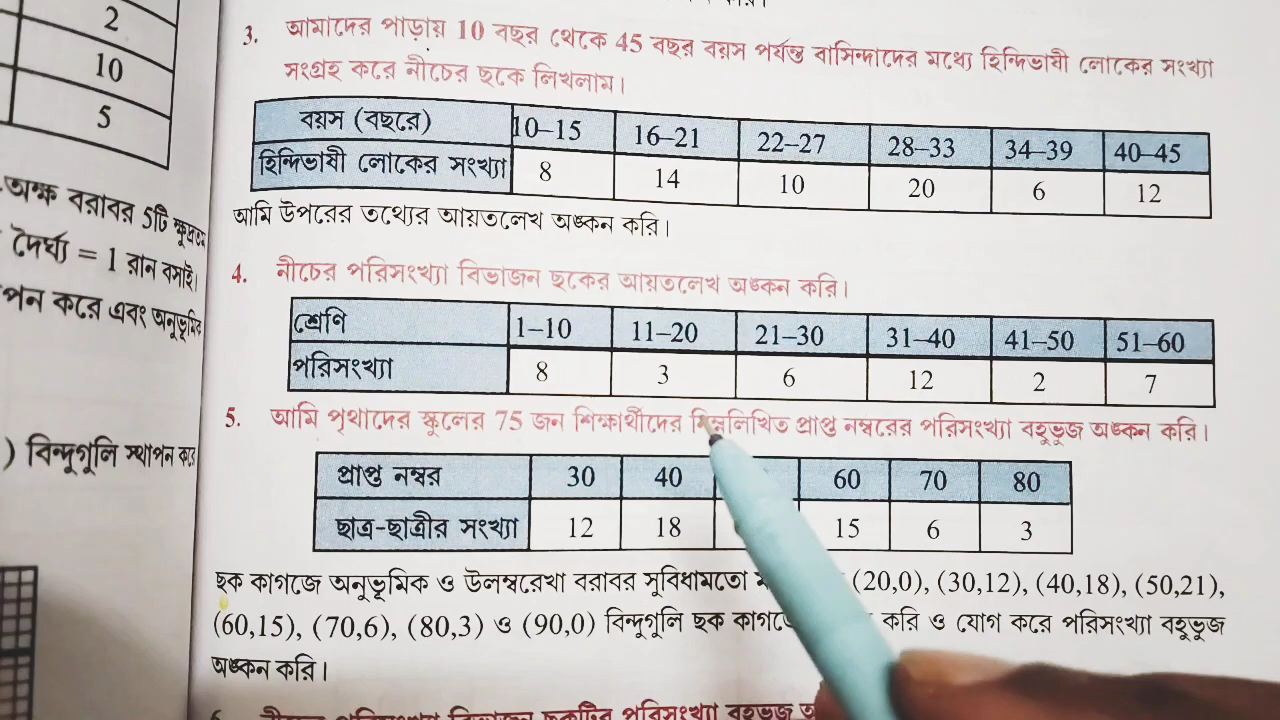 2
10
5
অক্ষ বরাবর 5টি ক্ষুদ্রতম
দৈর্ঘ্য = 1 রান বসাই।
পন করে এবং অনুভূমিক
) বিন্দুগুলি স্থাপন করে
3. আমাদের পাড়ায় 10 বছর থেকে 45 বছর বয়স পর্যন্ত বাসিন্দাদের মধ্যে হিন্দিভাষী লোকের সংখ্যা
সংগ্রহ করে নীচের ছকে লিখলাম।
বয়স (বছরে) 10–15 16–21 22–27 28–33 34–39 40–45
হিন্দিভাষী লোকের সংখ্যা 8 14 10 20 6 12
আমি উপরের তথ্যের আয়তলেখ অঙ্কন করি।
4. নীচের পরিসংখ্যা বিভাজন ছকের আয়তলেখ অঙ্কন করি।
শ্রেণি 1–10 11–20 21–30 31–40 41–50 51–60
পরিসংখ্যা 8 3 6 12 2 7
5. আমি পৃথাদের স্কুলের 75 জন শিক্ষার্থীদের নিম্নলিখিত প্রাপ্ত নম্বরের পরিসংখ্যা বহুভুজ অঙ্কন করি।
প্রাপ্ত নম্বর 30 40 60 70 80
ছাত্র-ছাত্রীর সংখ্যা 12 18 15 6 3
ছক কাগজে অনুভূমিক ও উলম্বরেখা বরাবর সুবিধামতো (20,0), (30,12), (40,18), (50,21),
(60,15), (70,6), (80,3) ও (90,0) বিন্দুগুলি ছক করি ও যোগ করে পরিসংখ্যা বহুভুজ
অঙ্কন করি।
6. নীচের পরিসংখ্যা বিভাজন ছকটির পরিসংখ্যা বহুভুজ